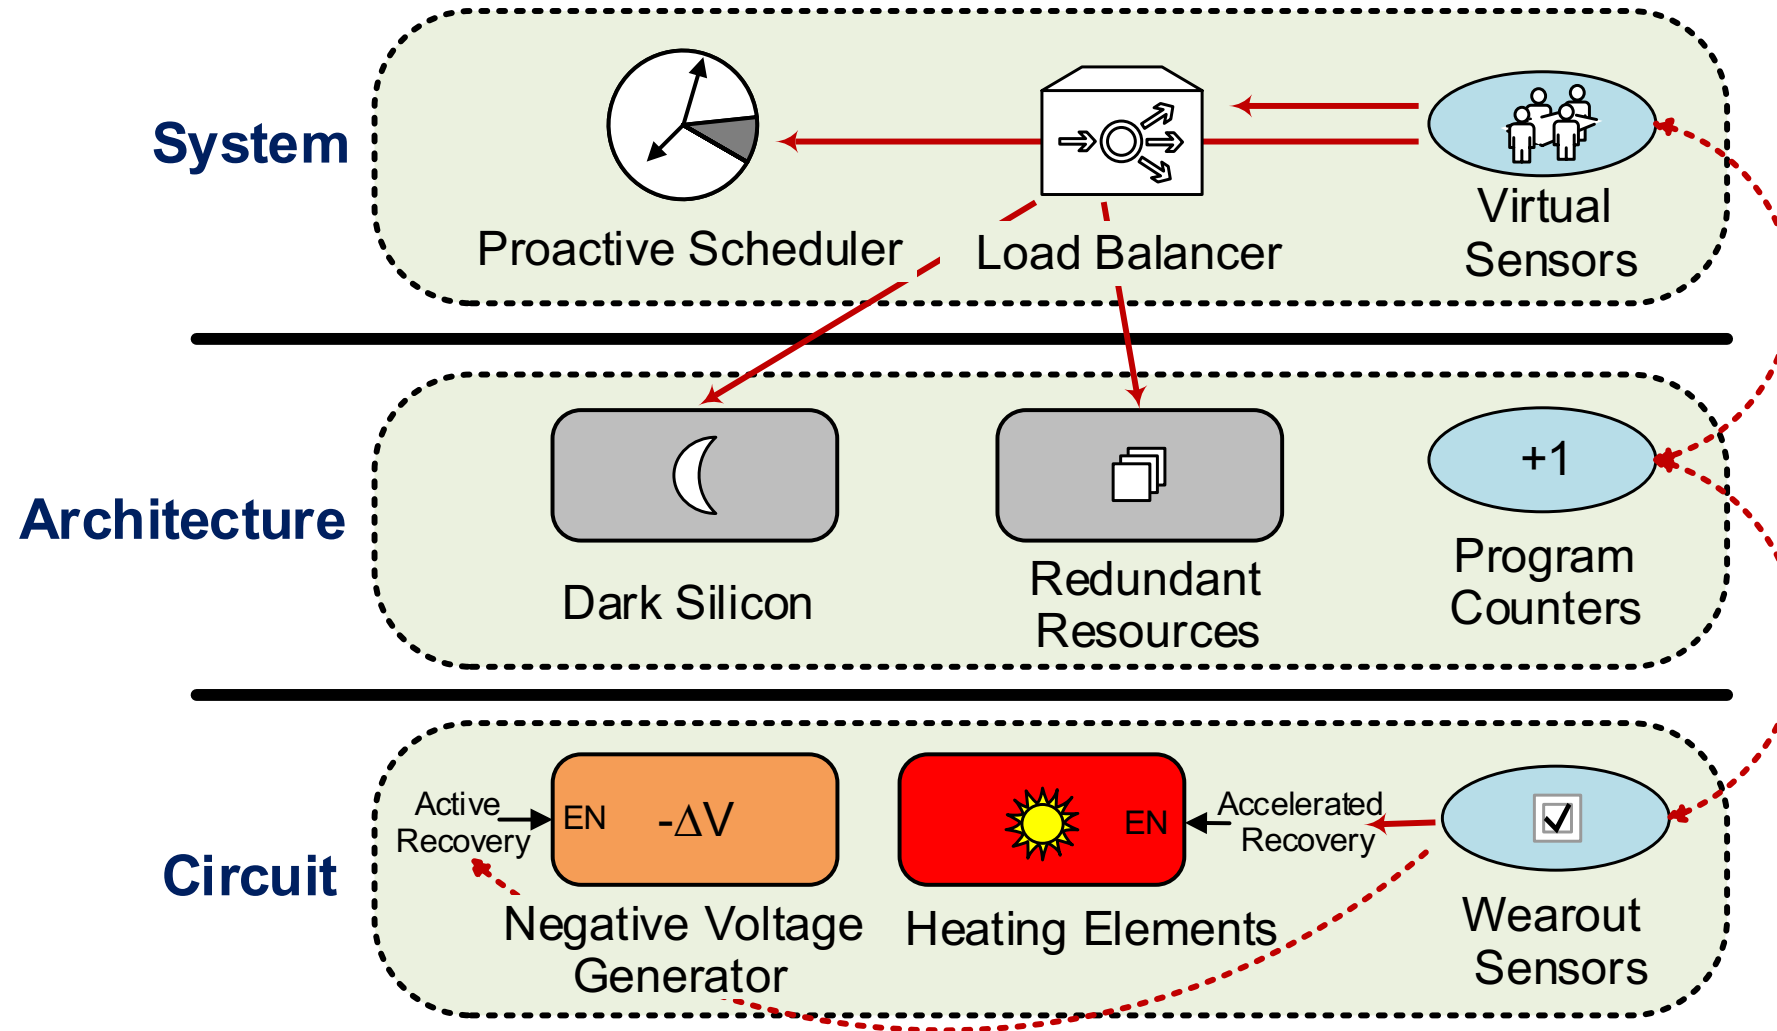 System
Proactive Scheduler
Load Balancer
Virtual
Sensors
Architecture
Dark Silicon
Redundant
Resources
+1
Program
Counters
Circuit
Active
Recovery
EN
-ΔV
Negative Voltage
Generator
EN
Heating Elements
Accelerated
Recovery
Wearout
Sensors